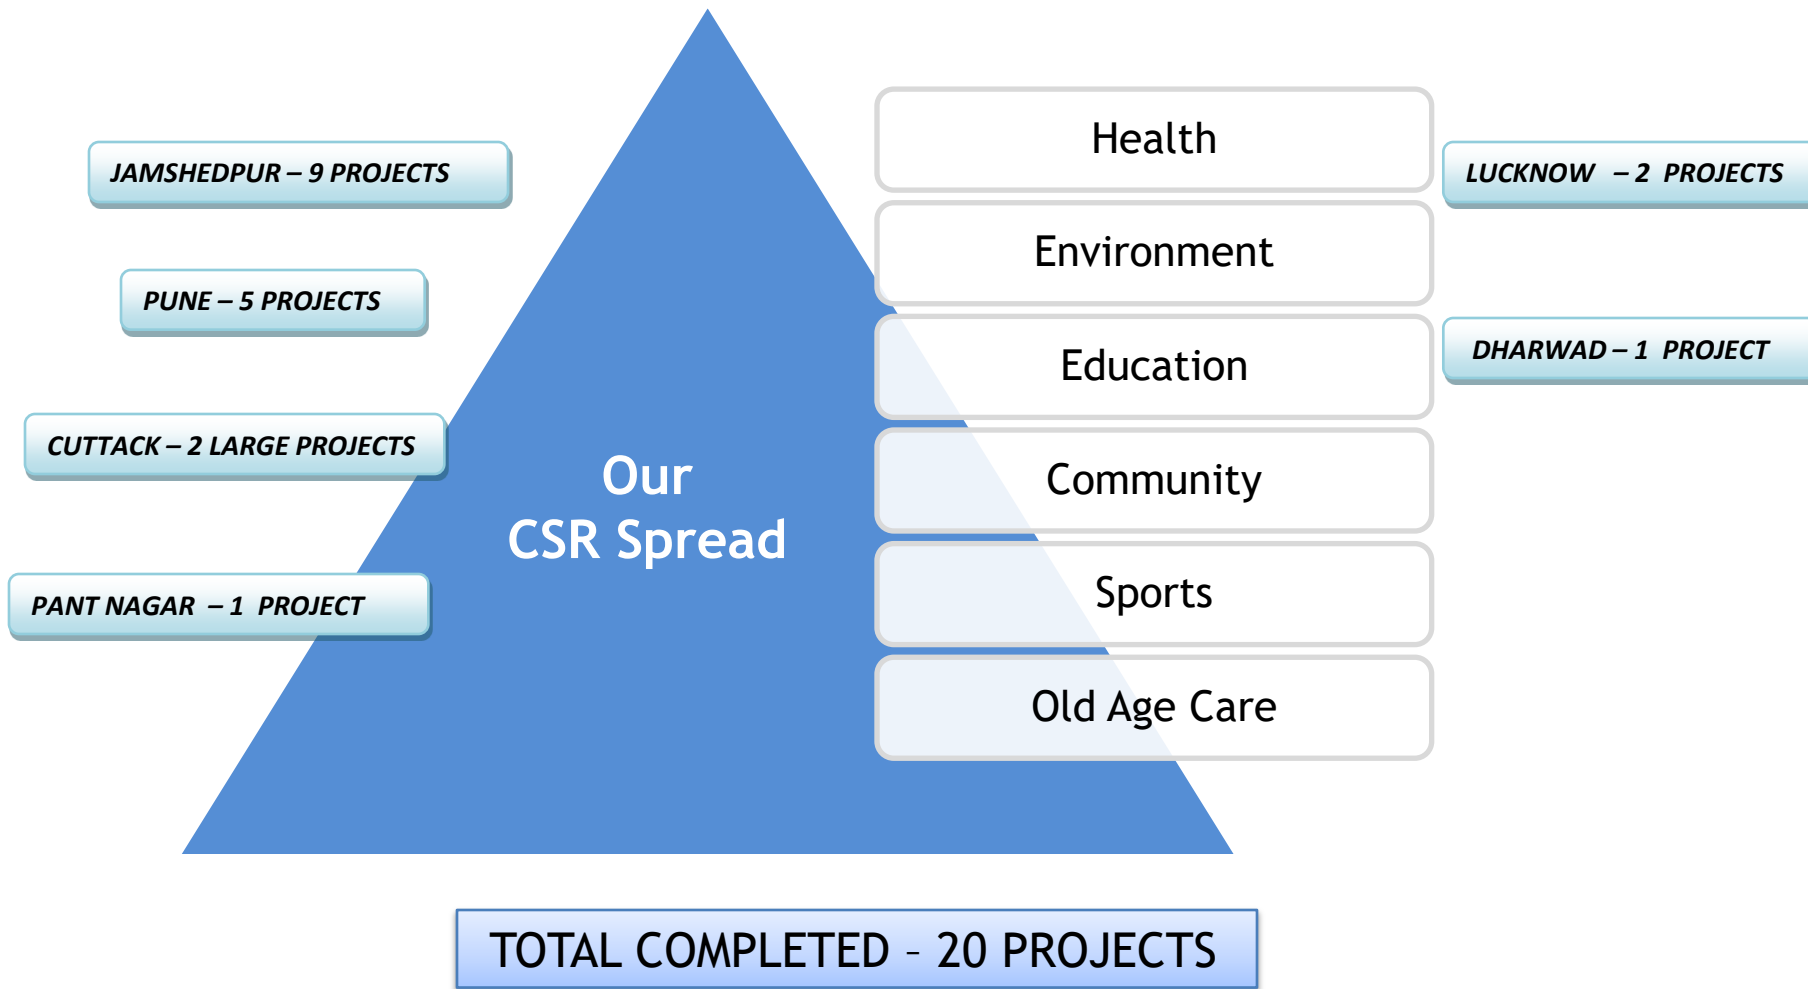 JAMSHEDPUR – 9 PROJECTS
PUNE – 5 PROJECTS
CUTTACK – 2 LARGE PROJECTS
PANT NAGAR – 1 PROJECT
Our
CSR Spread
Health
Environment
Education
Community
Sports
Old Age Care
LUCKNOW – 2 PROJECTS
DHARWAD – 1 PROJECT
TOTAL COMPLETED – 20 PROJECTS